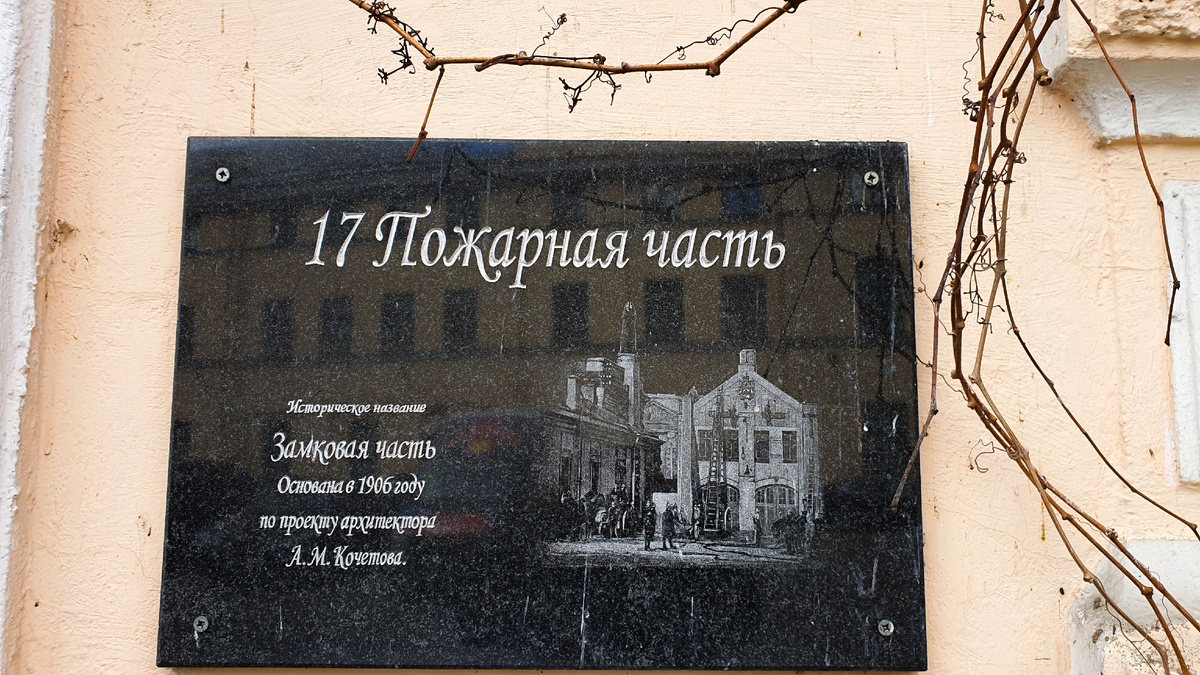 17 Пожарная часть
Историческое название
Замковая часть
Основана в 1906 году
по проекту архитектора
А.М. Кочетова.